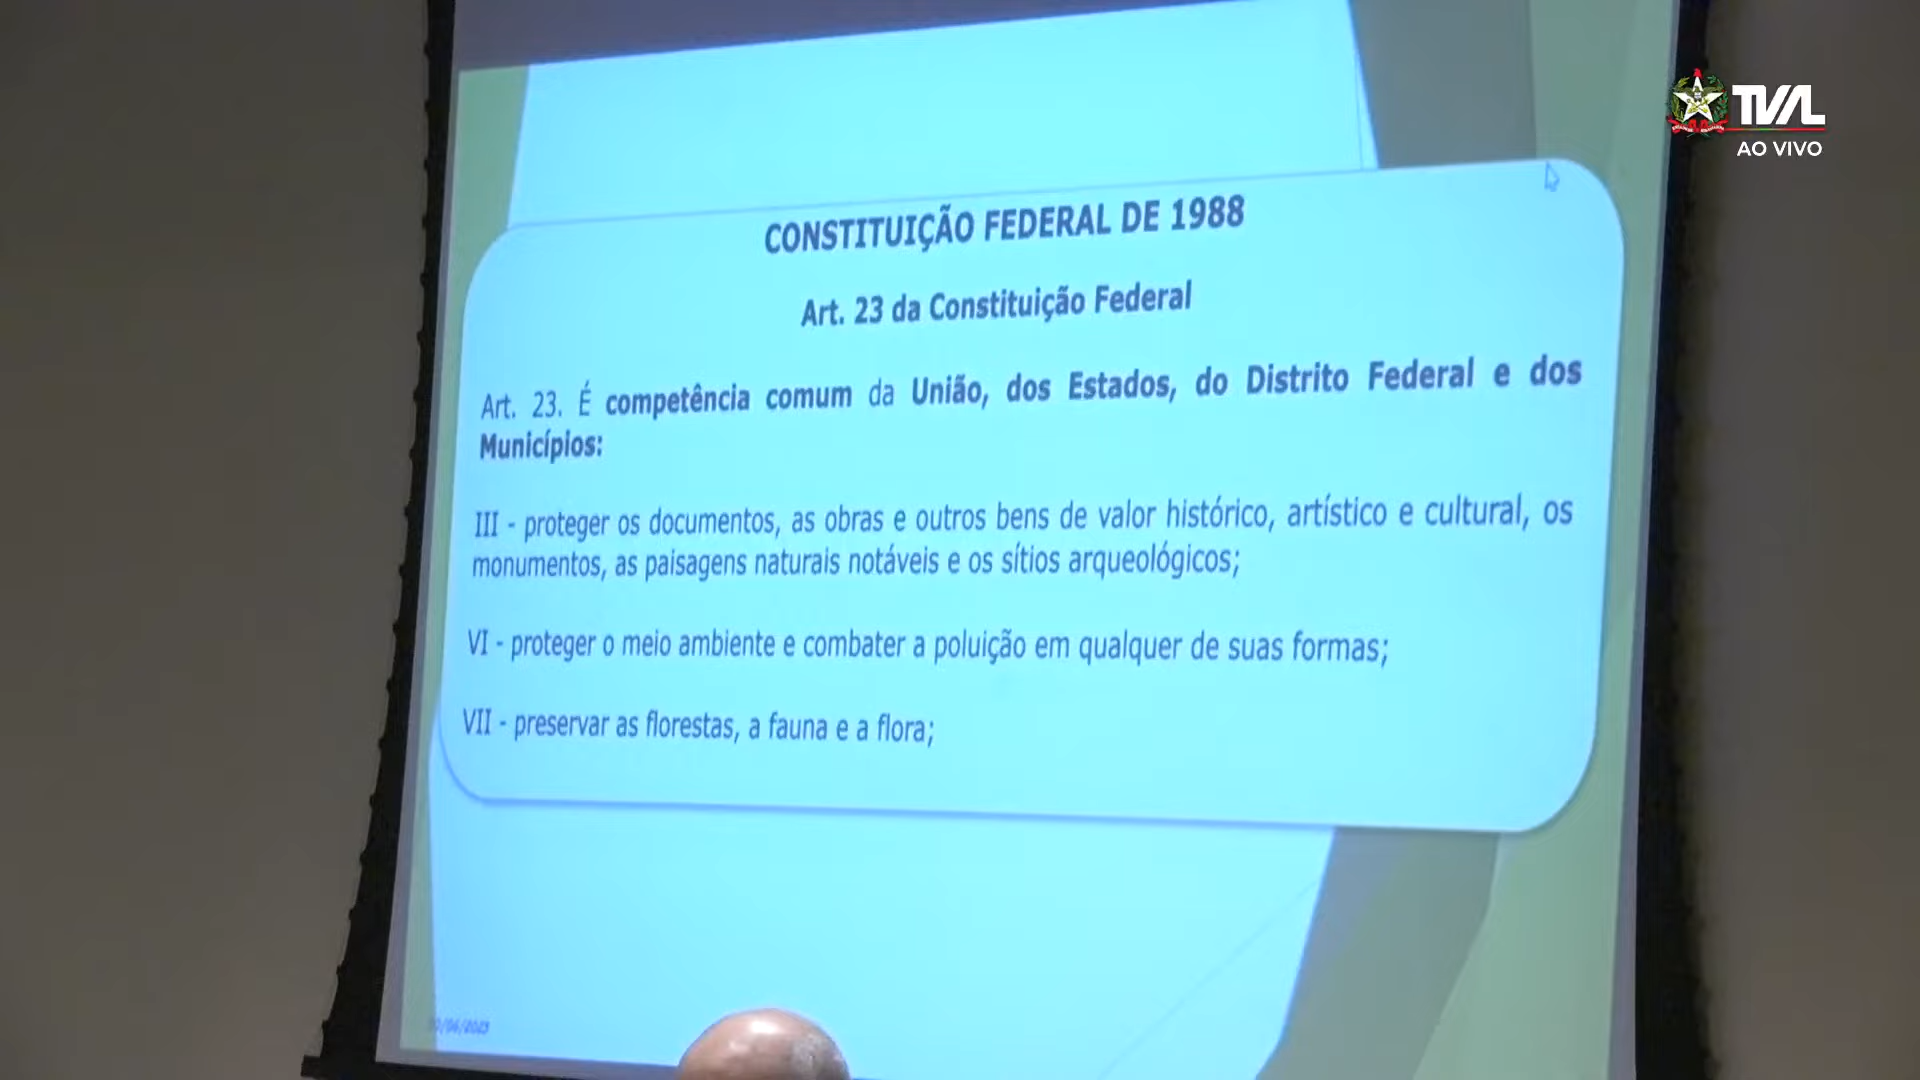 TVAL
AO VIVO
CONSTITUIÇÃO FEDERAL DE 1988
Art. 23 da Constituição Federal
Art. 23. É competência comum da União, dos Estados, do Distrito Federal e dos
Municípios:
III - proteger os documentos, as obras e outros bens de valor histórico, artístico e cultural, os
monumentos, as paisagens naturais notáveis e os sítios arqueológicos;
VI - proteger o meio ambiente e combater a poluição em qualquer de suas formas;
VII - preservar as florestas, a fauna e a flora;